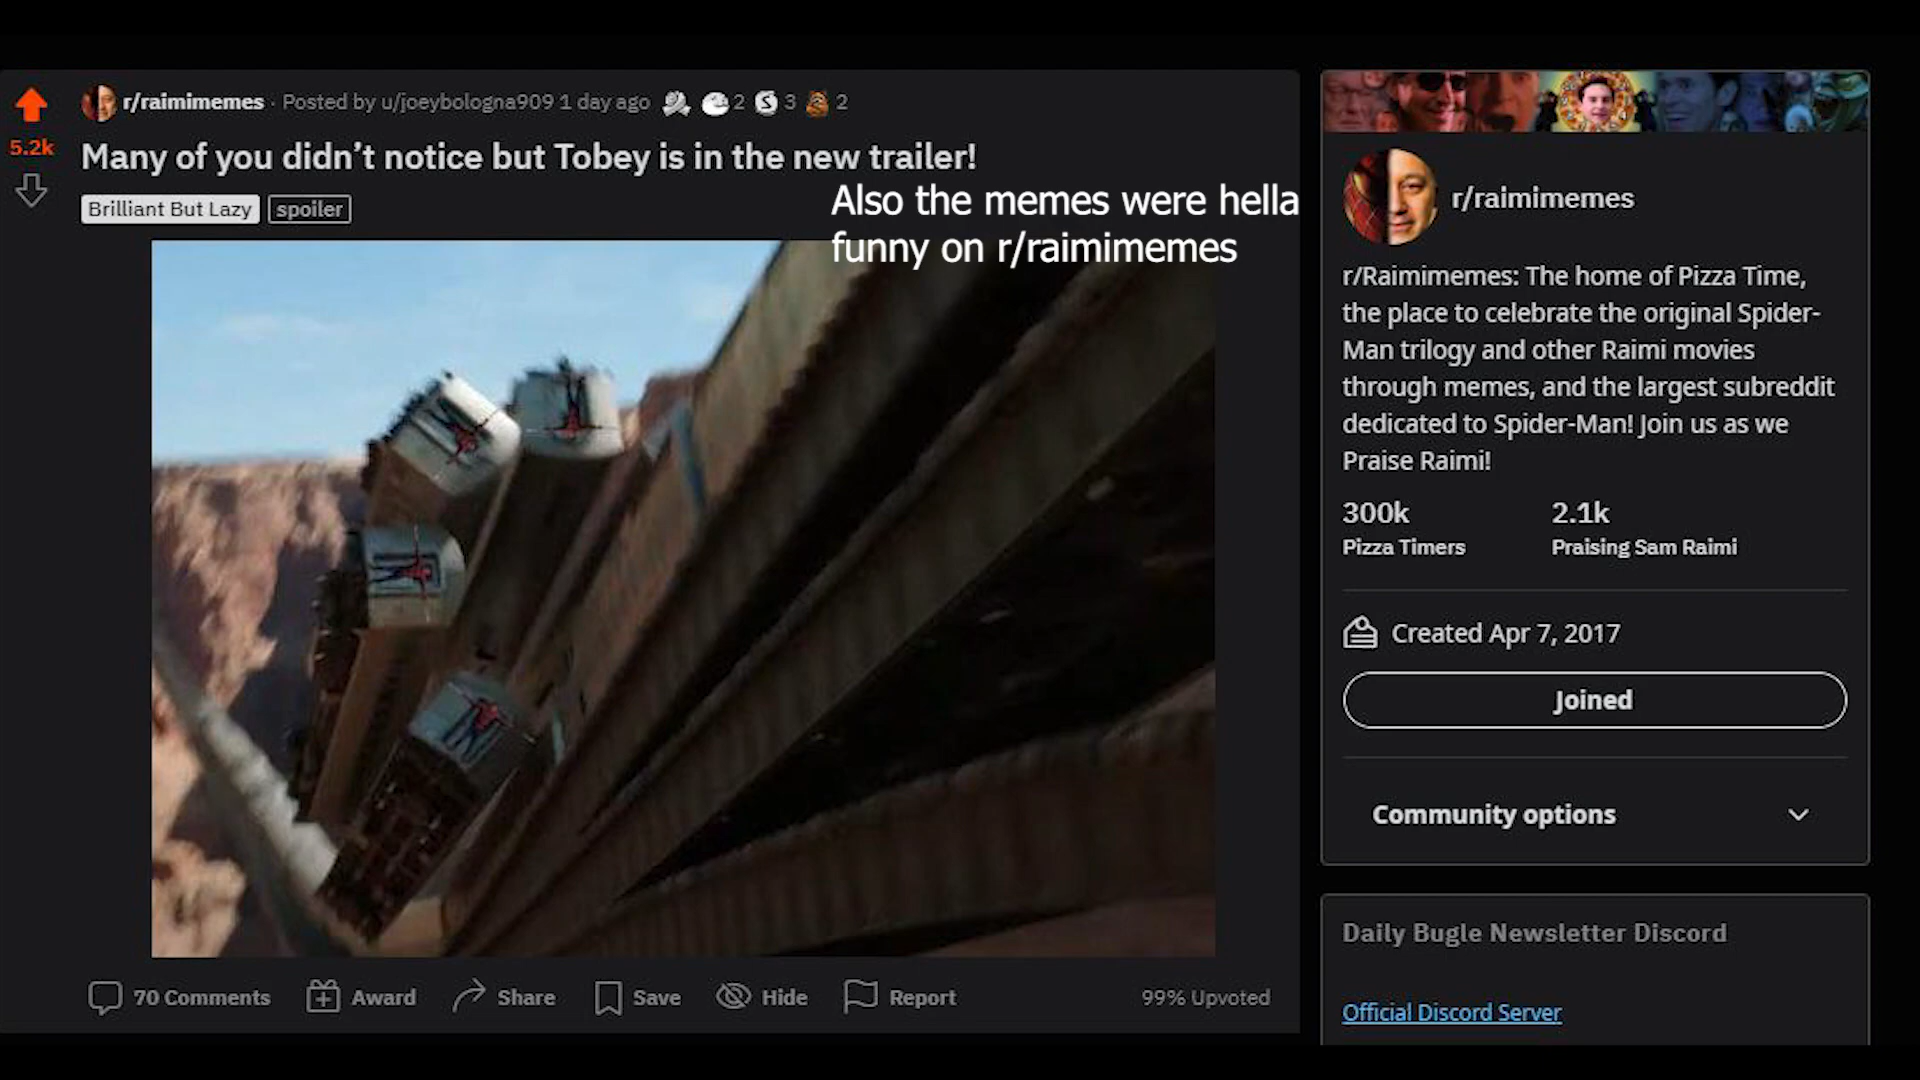 r/raimimemes · Posted by u/joeybologna909 1 day ago 2 3 2
5.2k
Many of you didn't notice but Tobey is in the new trailer!
Brilliant But Lazy spoiler
Also the memes were hella
funny on r/raimimemes
70 Comments Award Share Save Hide Report 99% Upvoted
r/raimimemes
r/Raimimemes: The home of Pizza Time,
the place to celebrate the original Spider-
Man trilogy and other Raimi movies
through memes, and the largest subreddit
dedicated to Spider-Man! Join us as we
Praise Raimi!
300k 2.1k
Pizza Timers Praising Sam Raimi
Created Apr 7, 2017
Joined
Community options
Daily Bugle Newsletter Discord
Official Discord Server